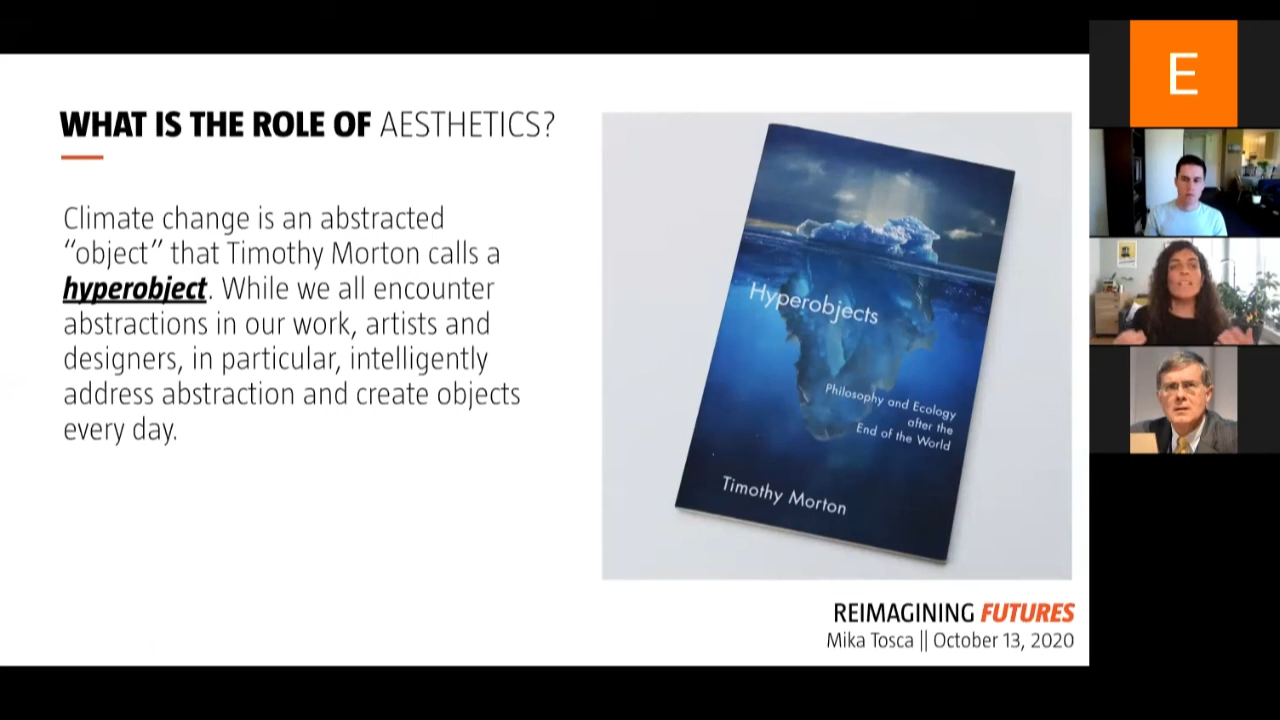 WHAT IS THE ROLE OF AESTHETICS?
Climate change is an abstracted
“object” that Timothy Morton calls a
hyperobject. While we all encounter
abstractions in our work, artists and
designers, in particular, intelligently
address abstraction and create objects
every day.
Hyperobjects
Philosophy and Ecology
after the
End of the World
Timothy Morton
REIMAGINING FUTURES
Mika Tosca || October 13, 2020
E